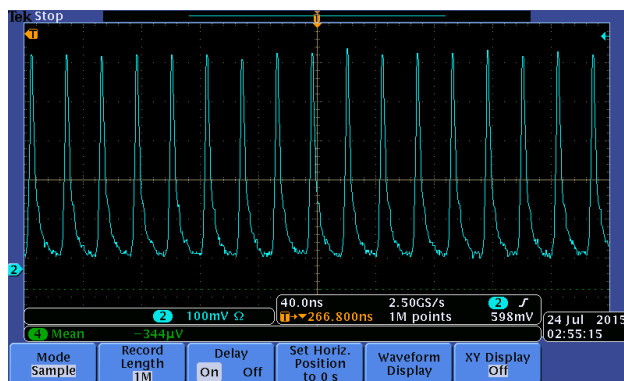 Tek Stop
T
T
2
2 100mV Ω
40.0ns 2.50GS/s 2
T→▼266.800ns 1M points 598mV
4 Mean −344µV
24 Jul 2015
02:55:15
Mode
Sample
Record
Length
1M
Delay
On Off
Set Horiz.
Position
to 0 s
Waveform
Display
XY Display
Off